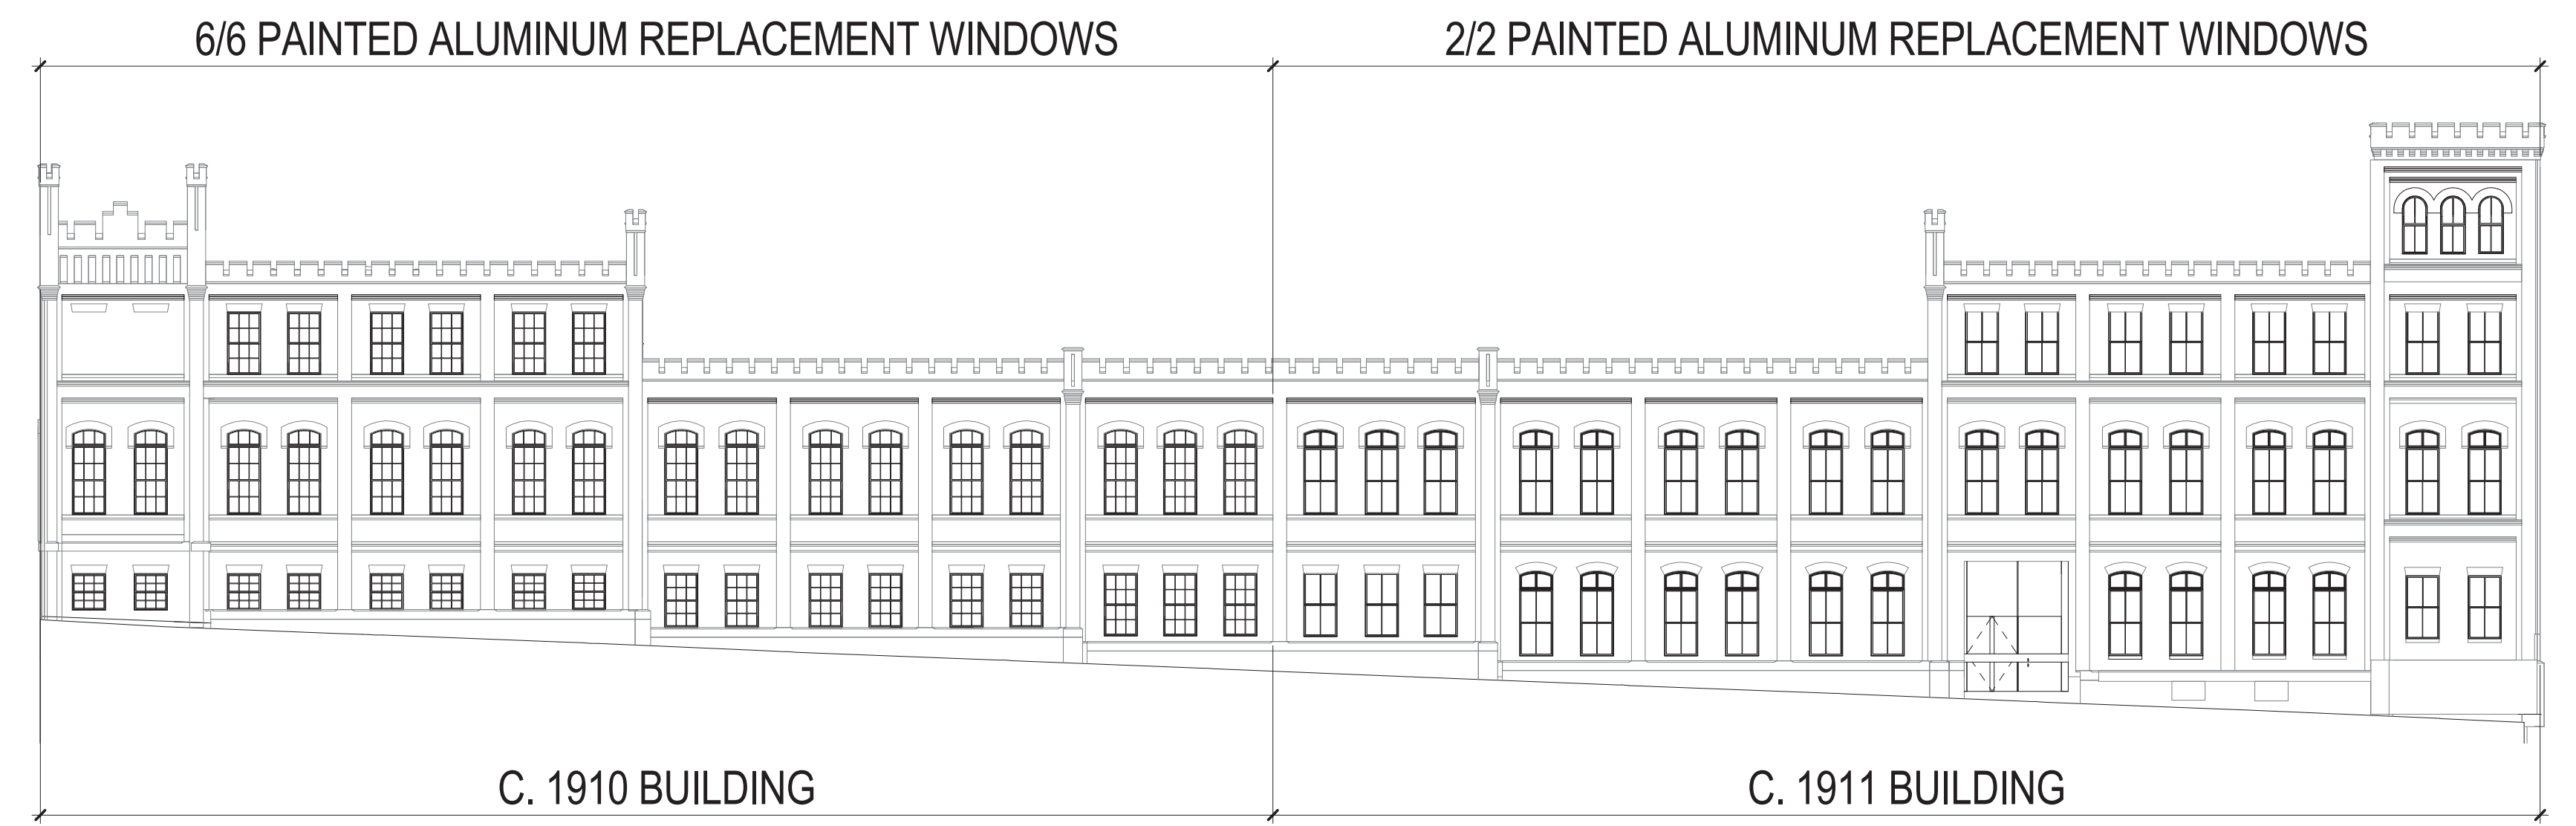 6/6 PAINTED ALUMINUM REPLACEMENT WINDOWS
2/2 PAINTED ALUMINUM REPLACEMENT WINDOWS
C. 1910 BUILDING
C. 1911 BUILDING